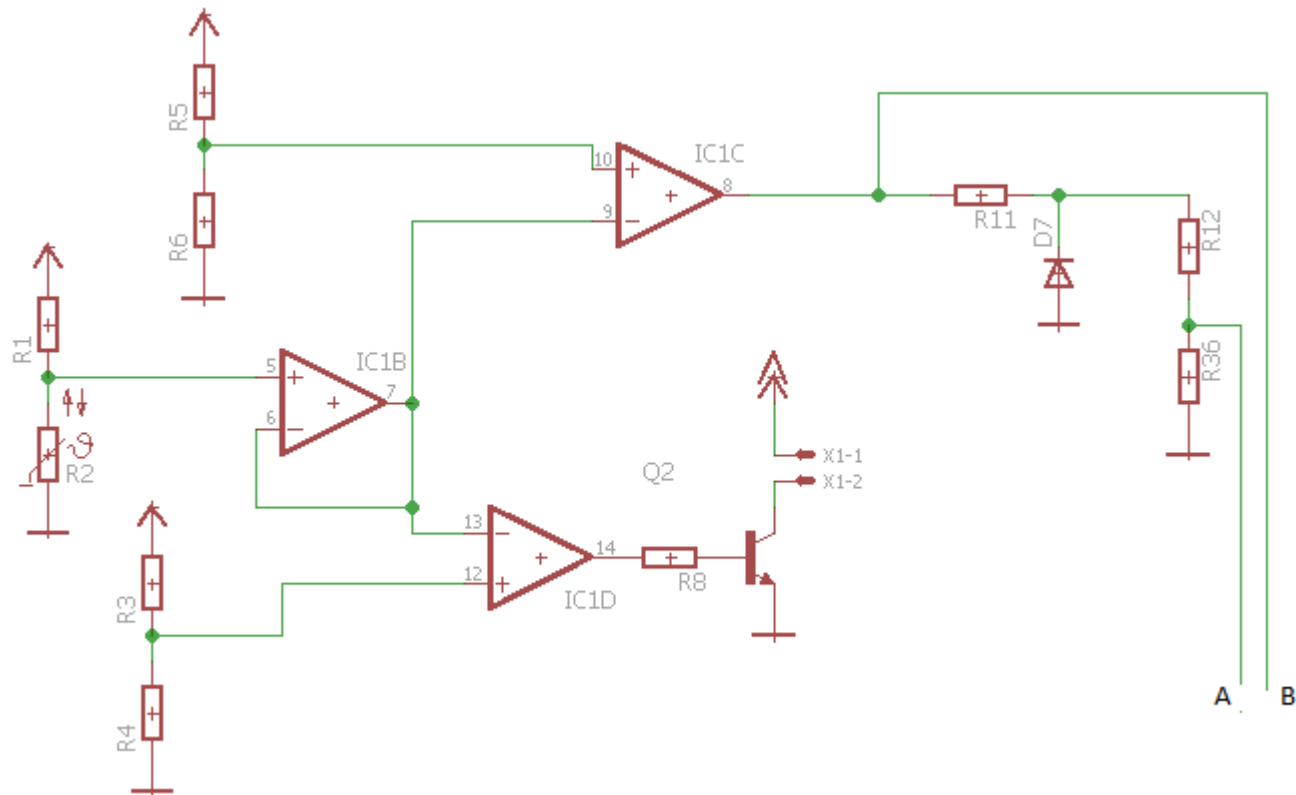 R5
R6
10
+
9
−
IC1C
8
R11
D7
R12
R36
R1
R2
ϑ
5
+
6
−
IC1B
7
Q2
X1-1
X1-2
13
−
12
+
14
IC1D
R8
R3
R4
A
B